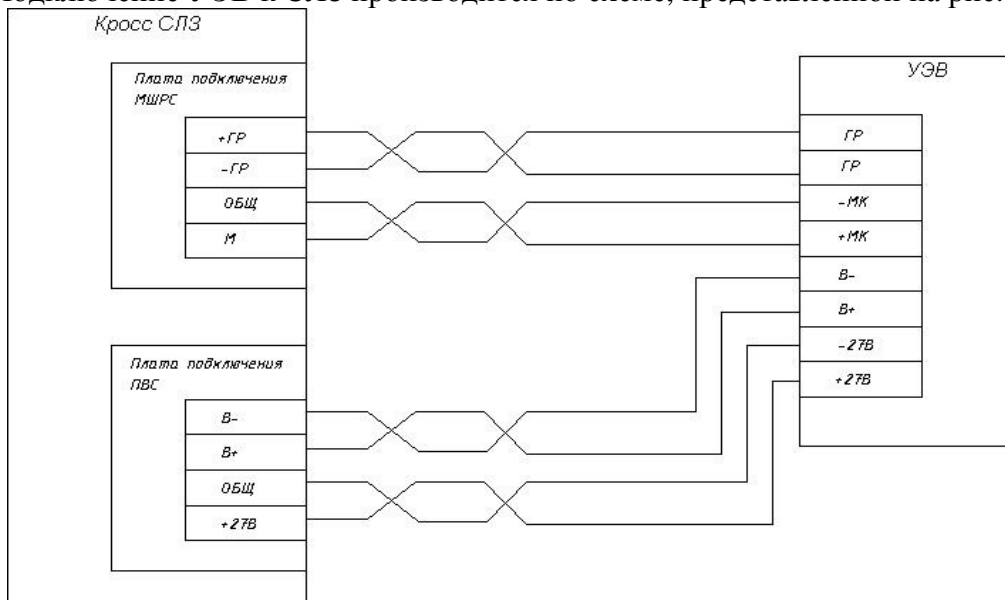 Подключение УЭВ к СЛЗ производится по схеме, представленной на рис.
Кросс СЛЗ
Плата подключения
МШРС
+ГР
-ГР
ОБЩ
М
Плата подключения
ПВС
В-
В+
ОБЩ
+27В
УЭВ
ГР
ГР
-МК
+МК
В-
В+
-27В
+27В